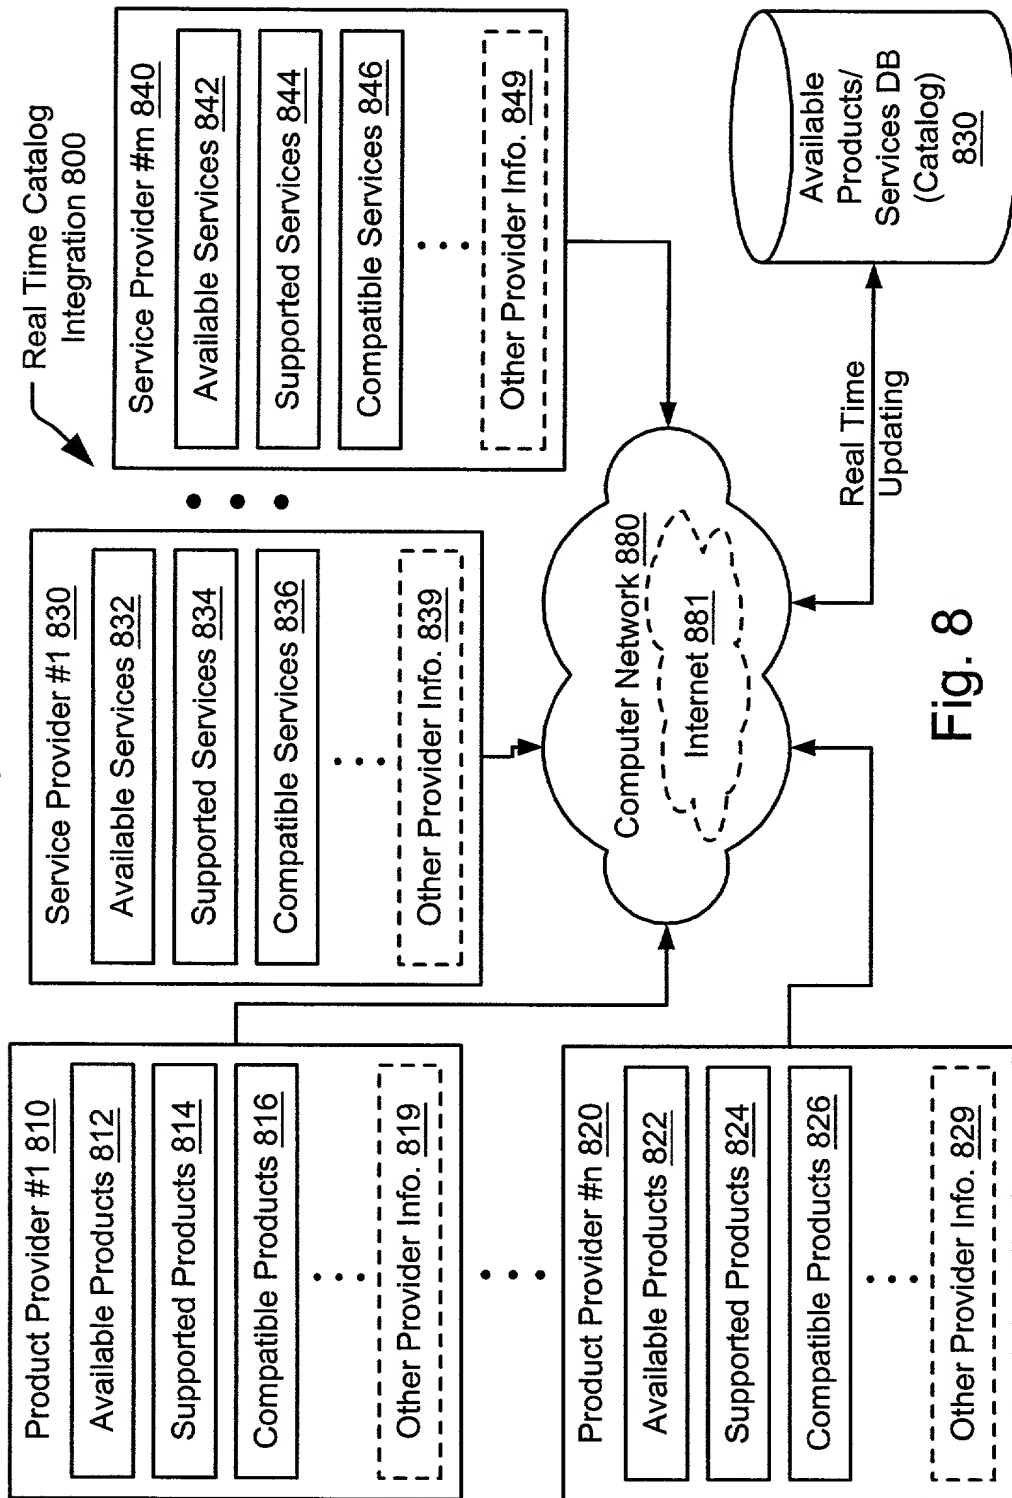 Real Time Catalog
Integration 800
Product Provider #1 810
Available Products 812
Supported Products 814
Compatible Products 816
Other Provider Info. 819
Service Provider #1 830
Available Services 832
Supported Services 834
Compatible Services 836
Other Provider Info. 839
Service Provider #m 840
Available Services 842
Supported Services 844
Compatible Services 846
Other Provider Info. 849
Product Provider #n 820
Available Products 822
Supported Products 824
Compatible Products 826
Other Provider Info. 829
Computer Network 880
Internet 881
Real Time
Updating
Available
Products/
Services DB
(Catalog)
830
Fig. 8